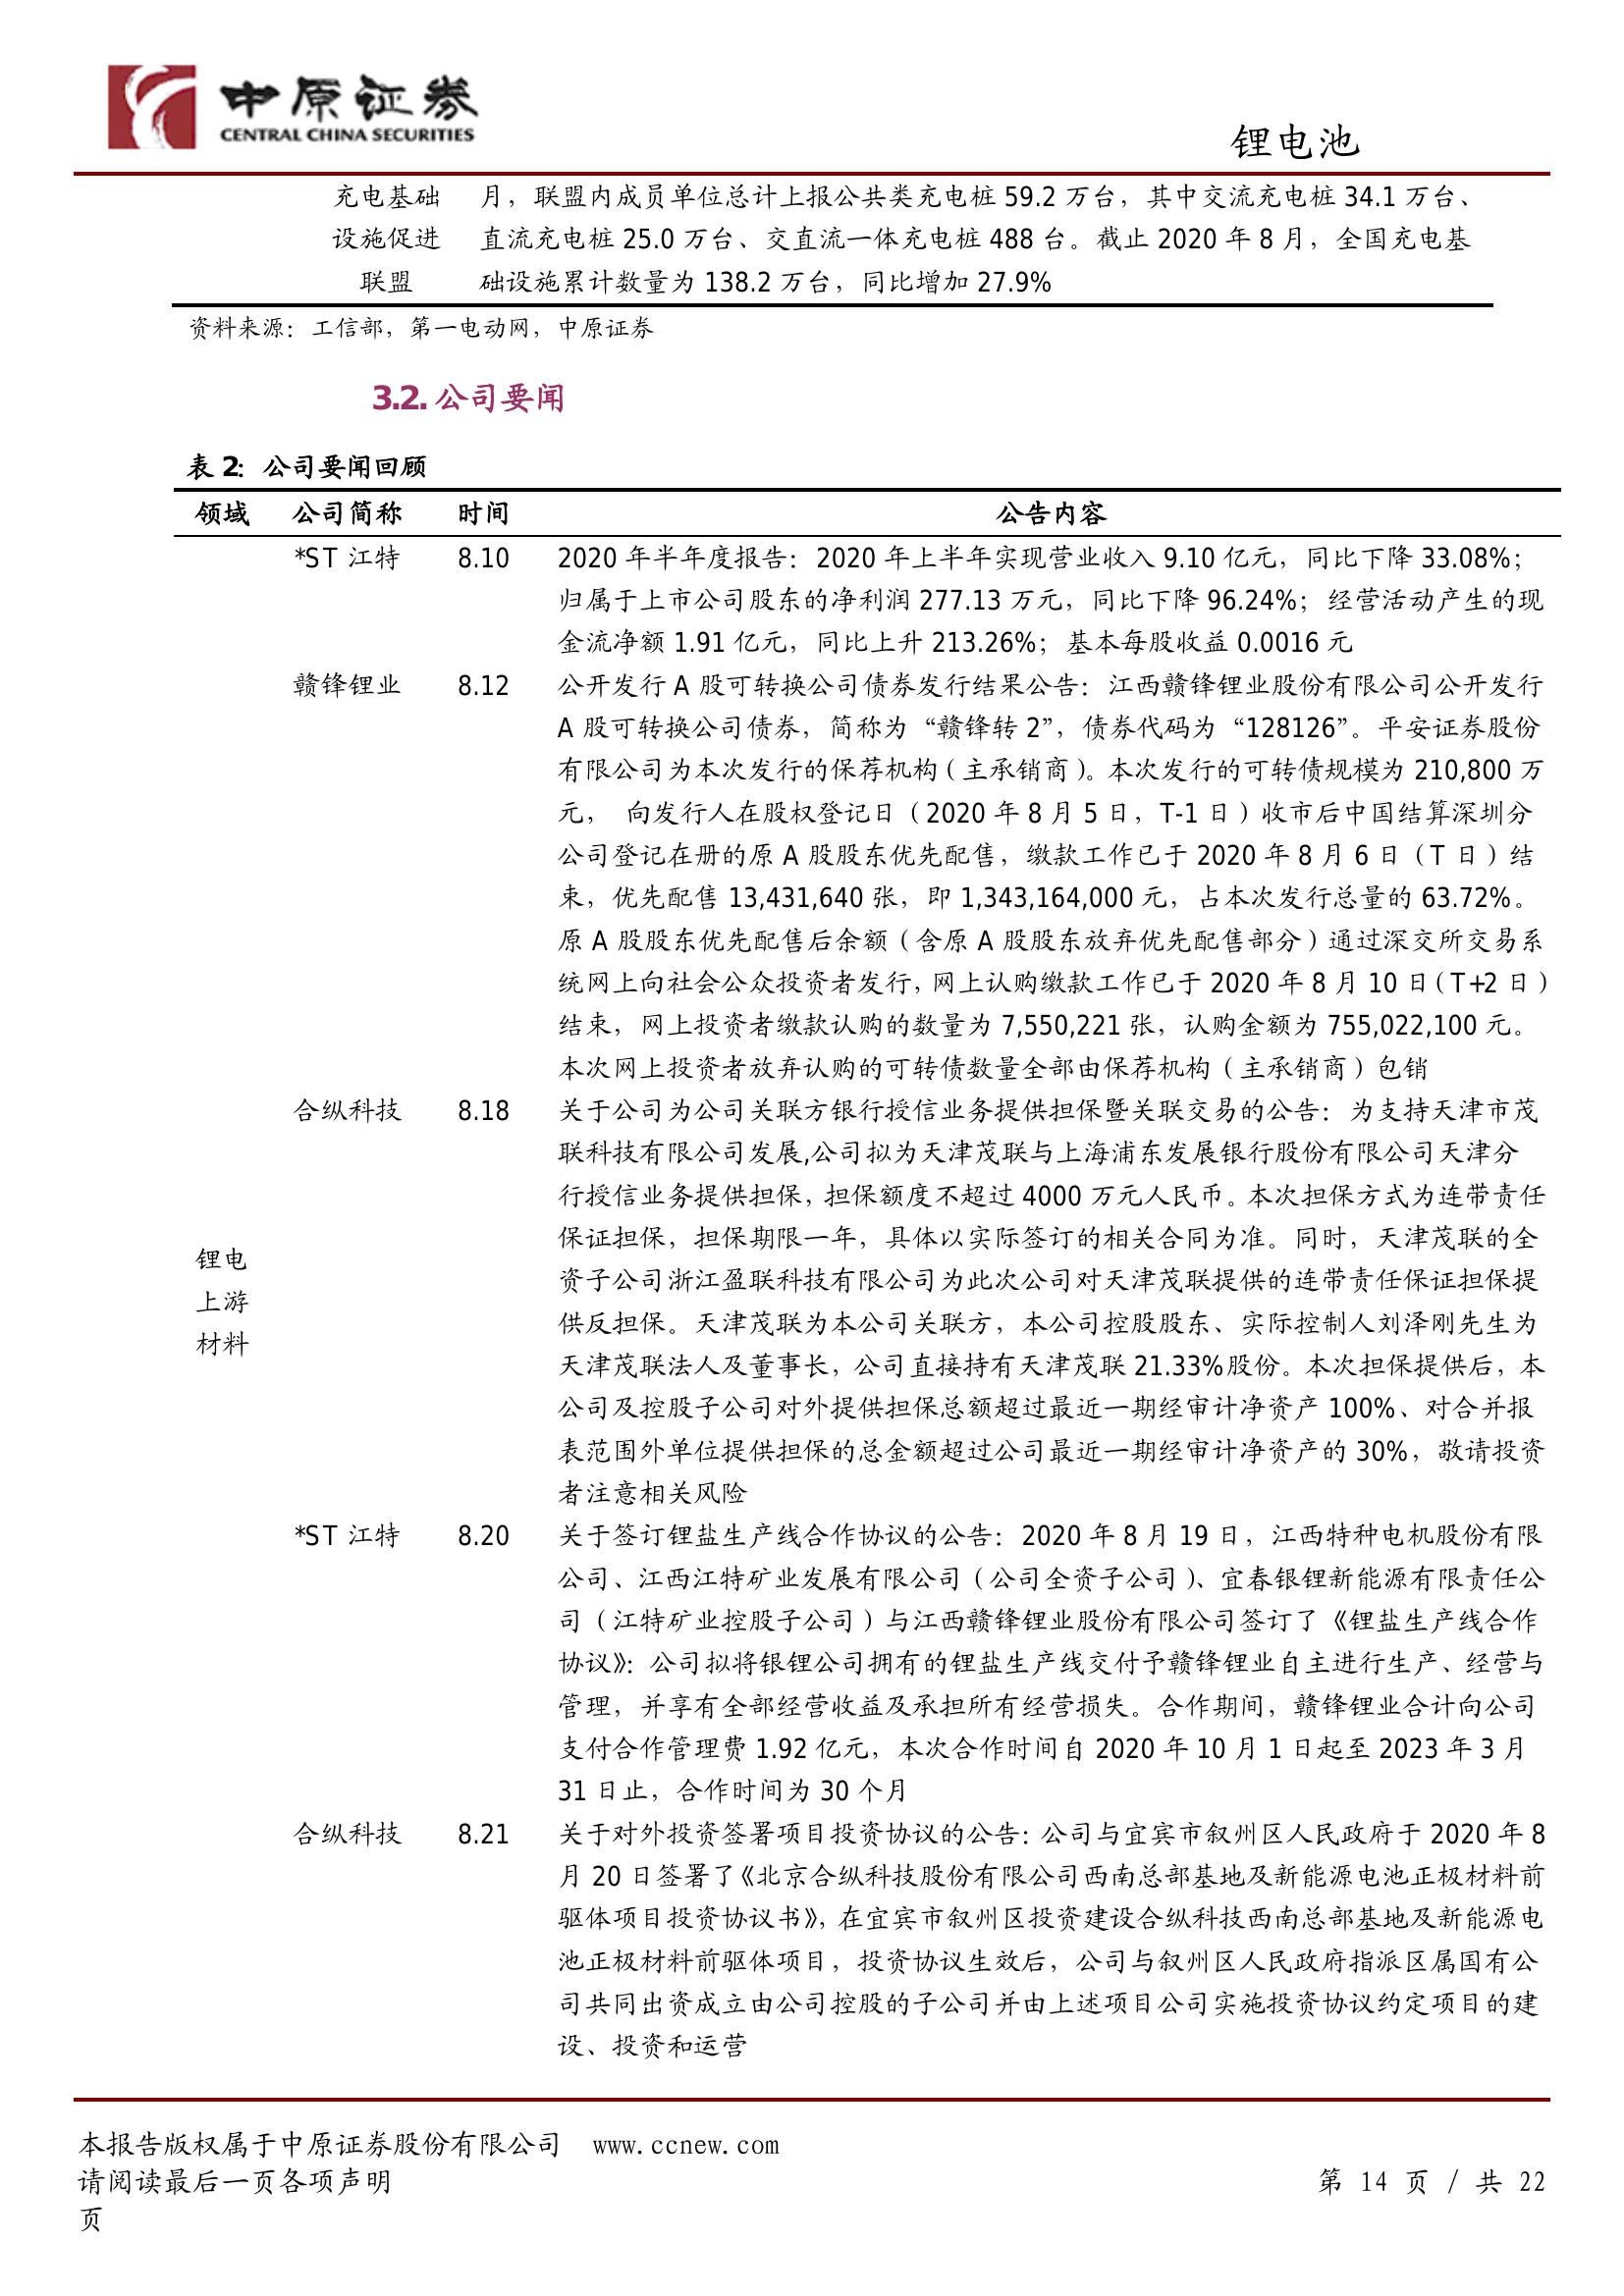 中原证券
CENTRAL CHINA SECURITIES
锂电池
充电基础 月，联盟内成员单位总计上报公共类充电桩 59.2 万台，其中交流充电桩 34.1 万台、
设施促进 直流充电桩 25.0 万台、交直流一体充电桩 488 台。截止 2020 年 8 月，全国充电基
联盟 础设施累计数量为 138.2 万台，同比增加 27.9%
资料来源：工信部，第一电动网，中原证券
3.2. 公司要闻
表 2：公司要闻回顾
领域 公司简称 时间 公告内容
*ST 江特 8.10 2020 年半年度报告：2020 年上半年实现营业收入 9.10 亿元，同比下降 33.08%；
归属于上市公司股东的净利润 277.13 万元，同比下降 96.24%；经营活动产生的现
金流净额 1.91 亿元，同比上升 213.26%；基本每股收益 0.0016 元
赣锋锂业 8.12 公开发行 A 股可转换公司债券发行结果公告：江西赣锋锂业股份有限公司公开发行
A 股可转换公司债券，简称为“赣锋转 2”，债券代码为“128126”。平安证券股份
有限公司为本次发行的保荐机构（主承销商）。本次发行的可转债规模为 210,800 万
元， 向发行人在股权登记日（2020 年 8 月 5 日，T-1 日）收市后中国结算深圳分
公司登记在册的原 A 股股东优先配售，缴款工作已于 2020 年 8 月 6 日（T 日）结
束，优先配售 13,431,640 张，即 1,343,164,000 元，占本次发行总量的 63.72%。
原 A 股股东优先配售后余额（含原 A 股股东放弃优先配售部分）通过深交所交易系
统网上向社会公众投资者发行，网上认购缴款工作已于 2020 年 8 月 10 日（T+2 日）
结束，网上投资者缴款认购的数量为 7,550,221 张，认购金额为 755,022,100 元。
本次网上投资者放弃认购的可转债数量全部由保荐机构（主承销商）包销
合纵科技 8.18 关于公司为公司关联方银行授信业务提供担保暨关联交易的公告：为支持天津市茂
联科技有限公司发展,公司拟为天津茂联与上海浦东发展银行股份有限公司天津分
行授信业务提供担保，担保额度不超过 4000 万元人民币。本次担保方式为连带责任
保证担保，担保期限一年，具体以实际签订的相关合同为准。同时，天津茂联的全
锂电 资子公司浙江盈联科技有限公司为此次公司对天津茂联提供的连带责任保证担保提
上游 供反担保。天津茂联为本公司关联方，本公司控股股东、实际控制人刘泽刚先生为
材料 天津茂联法人及董事长，公司直接持有天津茂联 21.33%股份。本次担保提供后，本
公司及控股子公司对外提供担保总额超过最近一期经审计净资产 100%、对合并报
表范围外单位提供担保的总金额超过公司最近一期经审计净资产的 30%，敬请投资
者注意相关风险
*ST 江特 8.20 关于签订锂盐生产线合作协议的公告：2020 年 8 月 19 日，江西特种电机股份有限
公司、江西江特矿业发展有限公司（公司全资子公司）、宜春银锂新能源有限责任公
司（江特矿业控股子公司）与江西赣锋锂业股份有限公司签订了《锂盐生产线合作
协议》：公司拟将银锂公司拥有的锂盐生产线交付予赣锋锂业自主进行生产、经营与
管理，并享有全部经营收益及承担所有经营损失。合作期间，赣锋锂业合计向公司
支付合作管理费 1.92 亿元，本次合作时间自 2020 年 10 月 1 日起至 2023 年 3 月
31 日止，合作时间为 30 个月
合纵科技 8.21 关于对外投资签署项目投资协议的公告：公司与宜宾市叙州区人民政府于 2020 年 8
月 20 日签署了《北京合纵科技股份有限公司西南总部基地及新能源电池正极材料前
驱体项目投资协议书》，在宜宾市叙州区投资建设合纵科技西南总部基地及新能源电
池正极材料前驱体项目，投资协议生效后，公司与叙州区人民政府指派区属国有公
司共同出资成立由公司控股的子公司并由上述项目公司实施投资协议约定项目的建
设、投资和运营
本报告版权属于中原证券股份有限公司 www.ccnew.com
请阅读最后一页各项声明 第 14 页 / 共 22
页